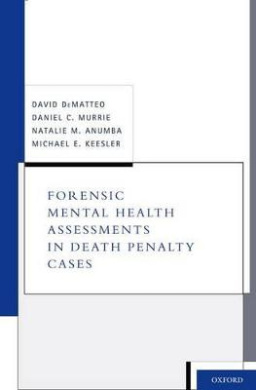 DAVID DeMATTEO
DANIEL C. MURRIE
NATALIE M. ANUMBA
MICHAEL E. KEESLER
FORENSIC
MENTAL HEALTH
ASSESSMENTS
IN DEATH PENALTY
CASES
OXFORD